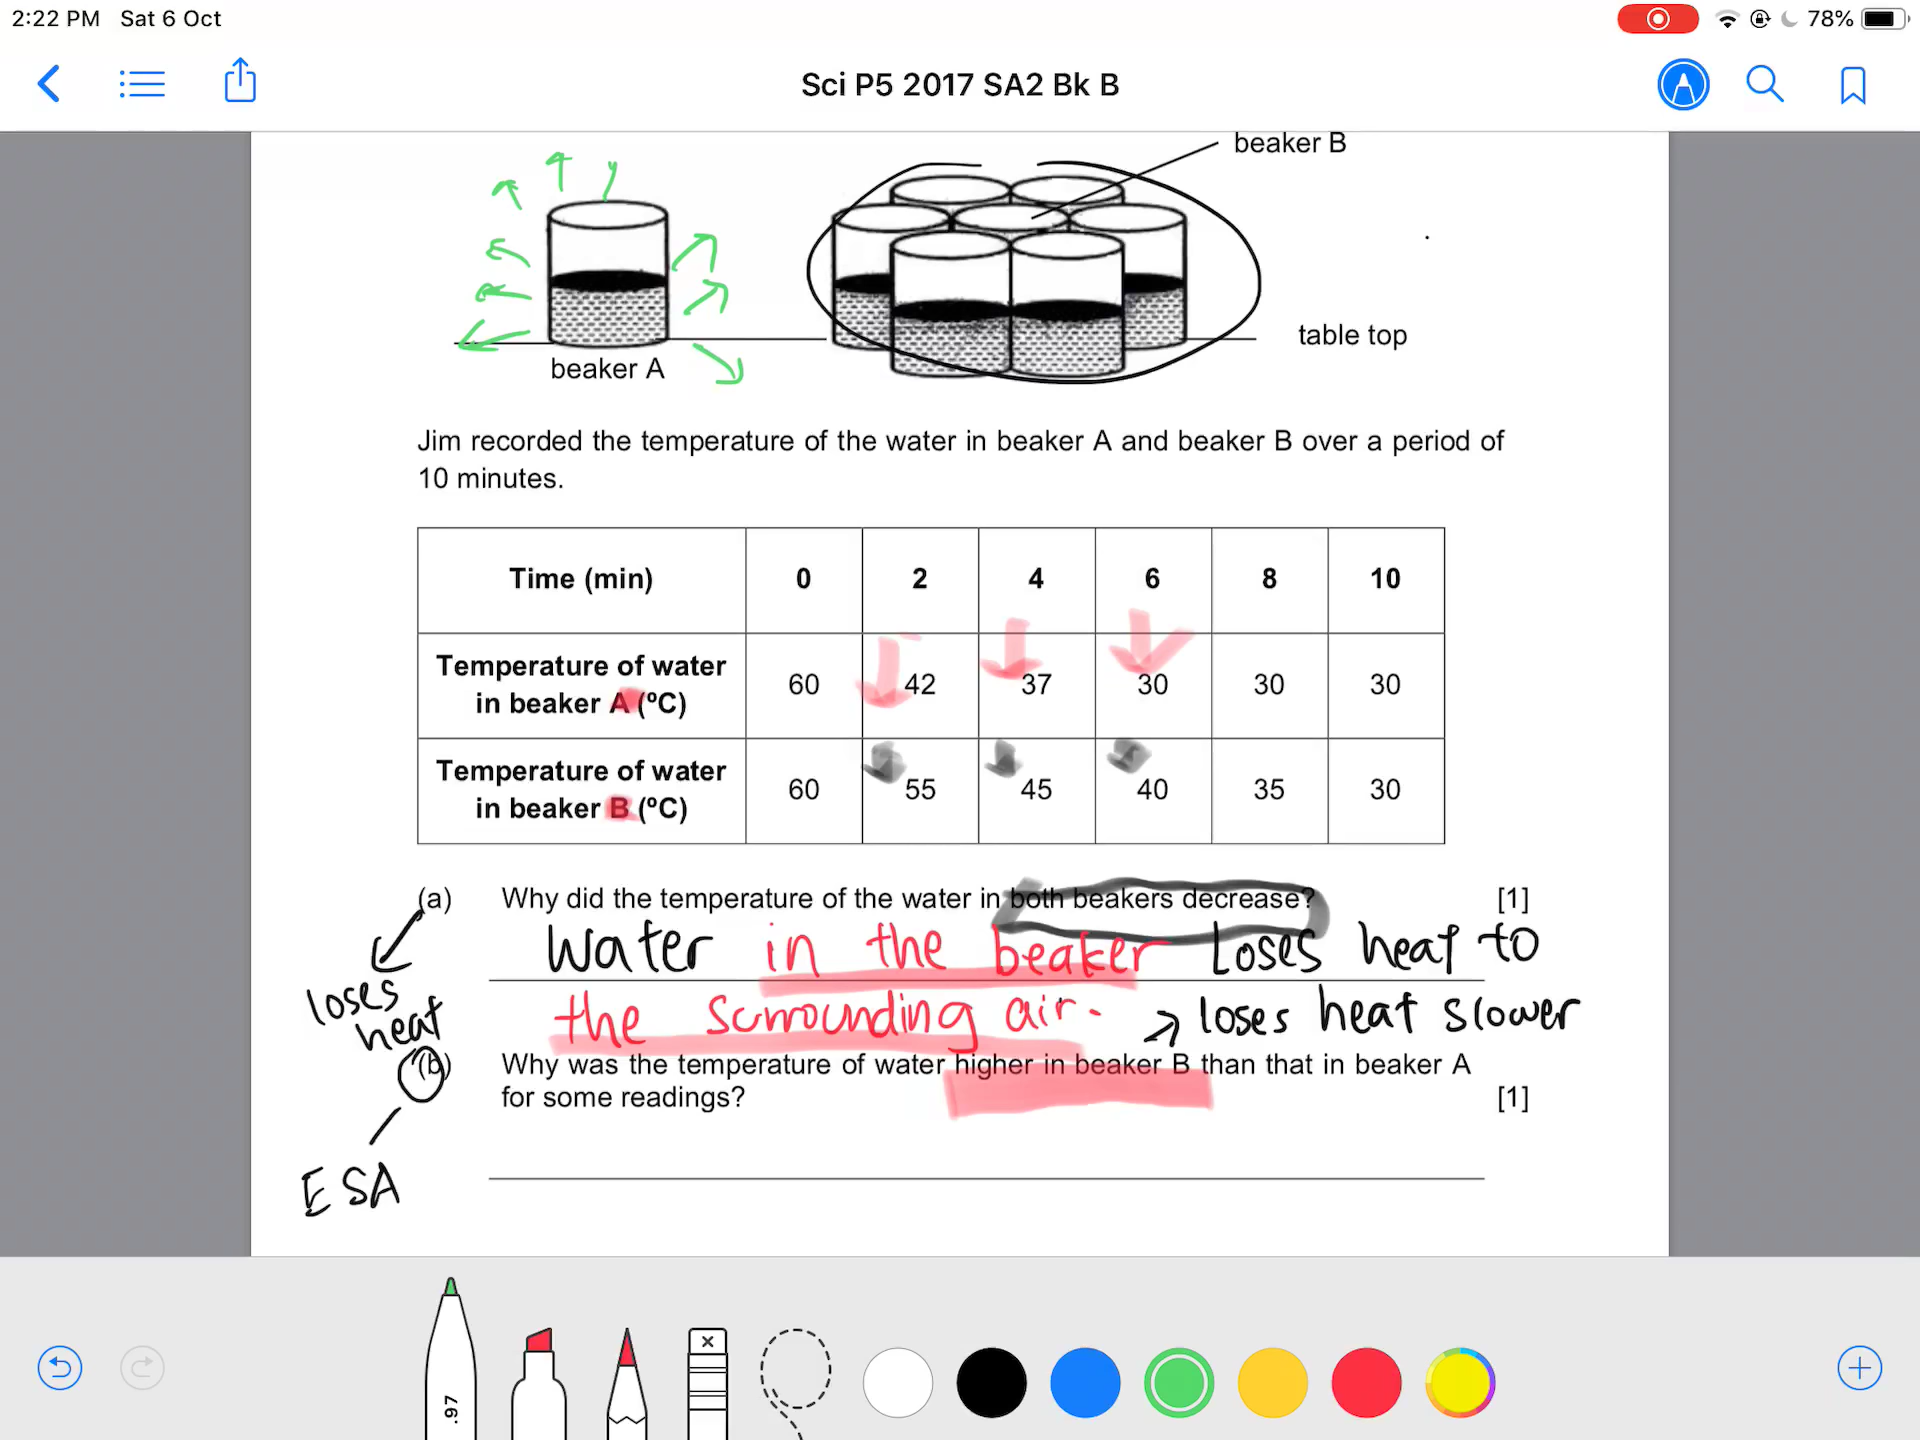 2:22 PM Sat 6 Oct
78%
Sci P5 2017 SA2 Bk B
beaker B
table top
beaker A
Jim recorded the temperature of the water in beaker A and beaker B over a period of
10 minutes.
Time (min) 0 2 4 6 8 10
Temperature of water
in beaker A (ºC) 60 42 37 30 30 30
Temperature of water
in beaker B (ºC) 60 55 45 40 35 30
(a) Why did the temperature of the water in both beakers decrease? [1]
Water in the beaker Loses heat to
the surrounding air.
loses heat
loses heat slower
(b) Why was the temperature of water higher in beaker B than that in beaker A
for some readings? [1]
ESA
.97